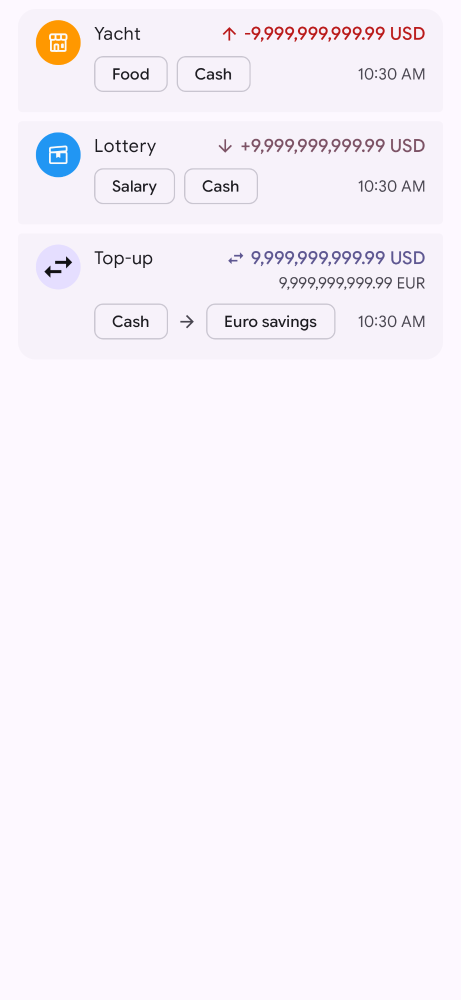 Yacht -9,999,999,999.99 USD
Food Cash 10:30 AM
Lottery +9,999,999,999.99 USD
Salary Cash 10:30 AM
Top-up 9,999,999,999.99 USD
9,999,999,999.99 EUR
Cash Euro savings 10:30 AM